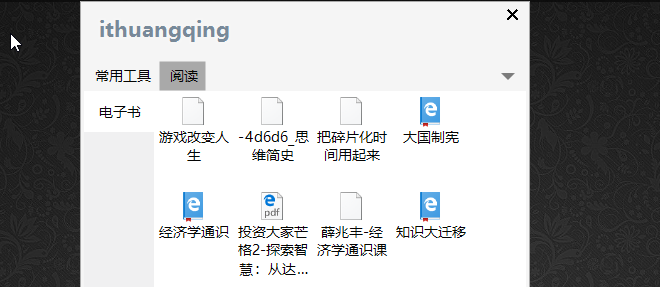 ithuangqing
常用工具 阅读
电子书
游戏改变人 -4d6d6_思 把碎片化时 大国制宪
生 维简史 间用起来
经济学通识 投资大家芒 薛兆丰-经 知识大迁移
pdf
格2-探索智 济学通识课
慧：从达...